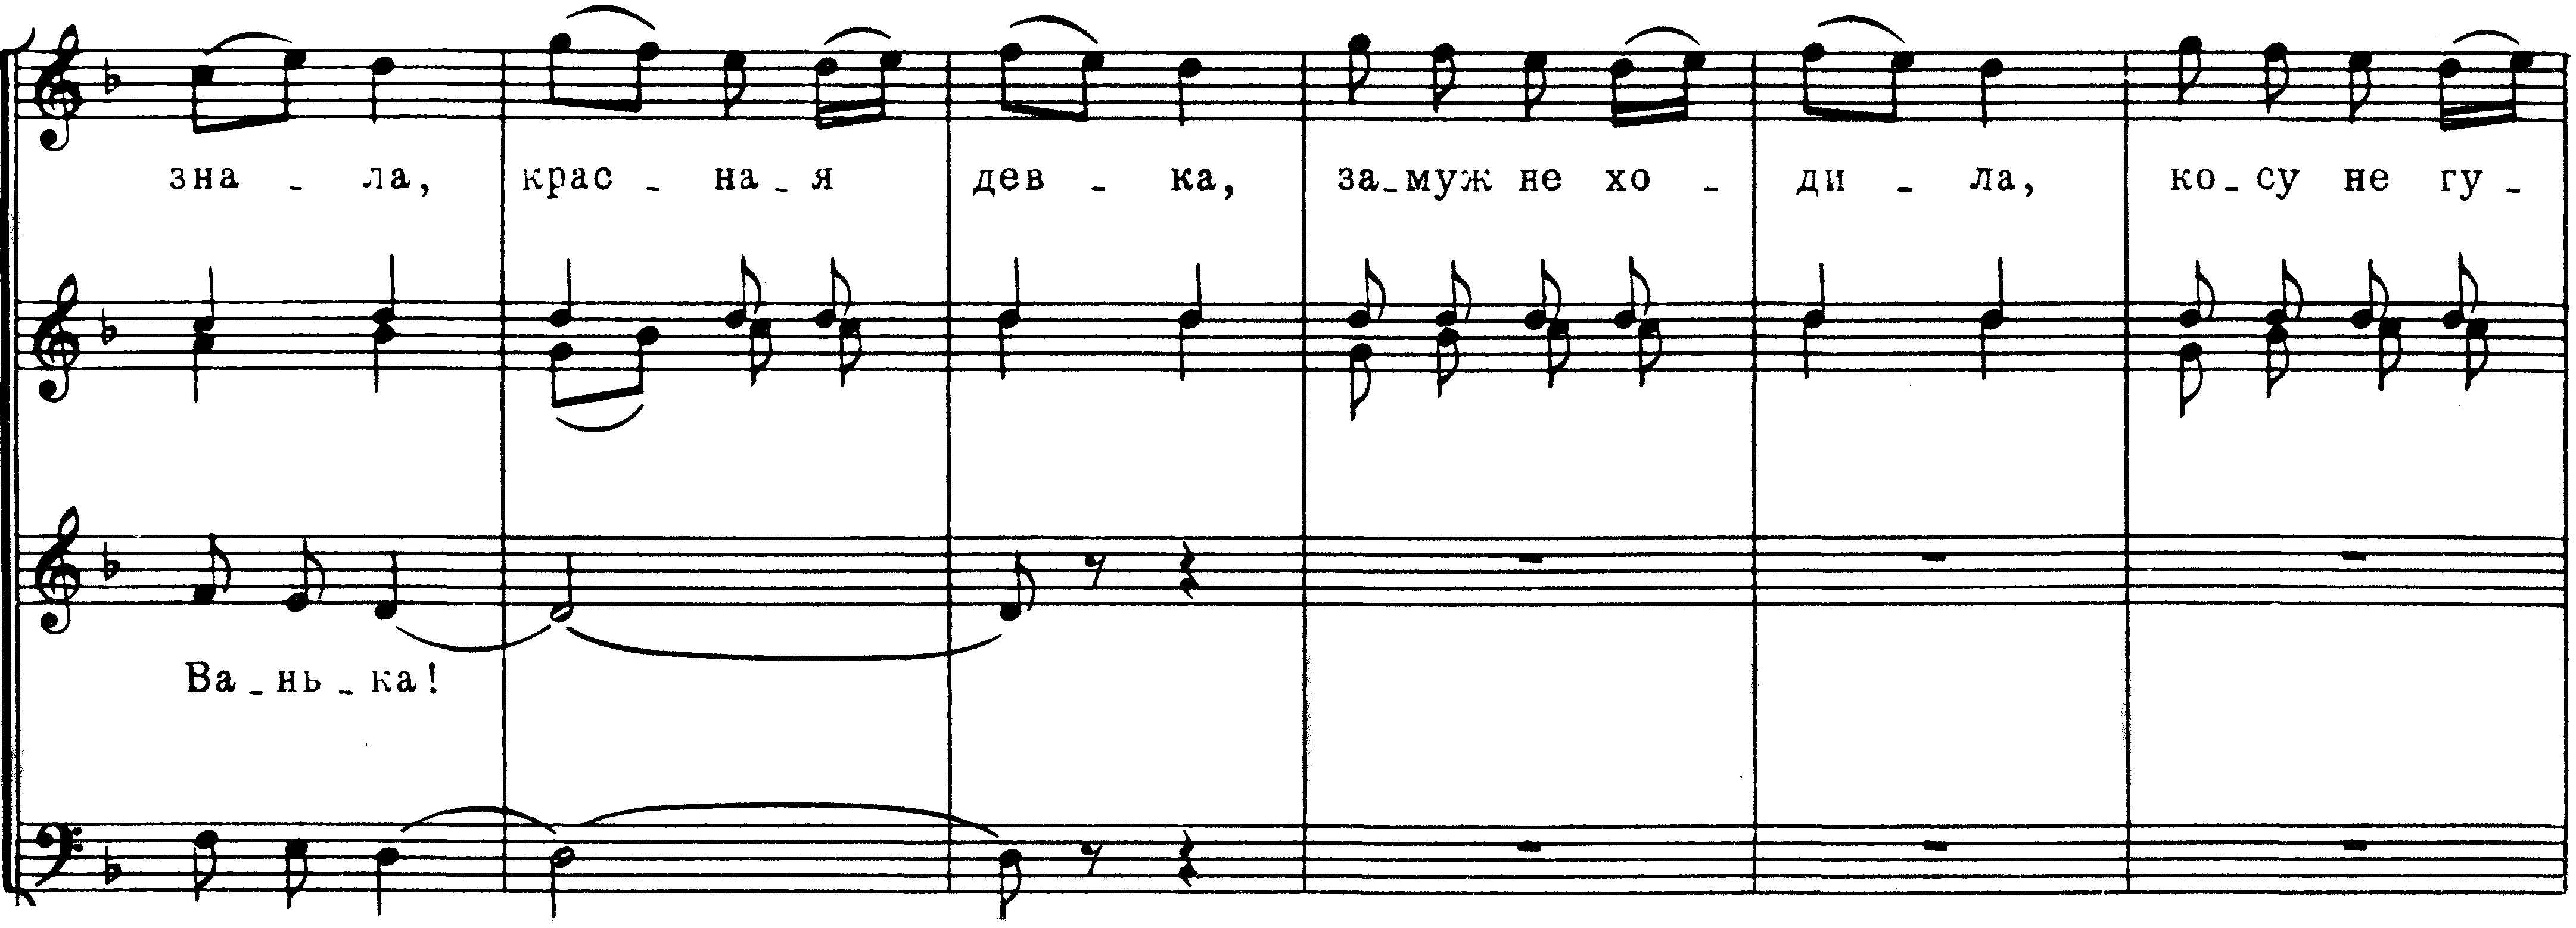 зна - ла, крас - на - я дев - ка, за - муж не хо - ди - ла, ко - су не гу -
Ва - нь - ка!